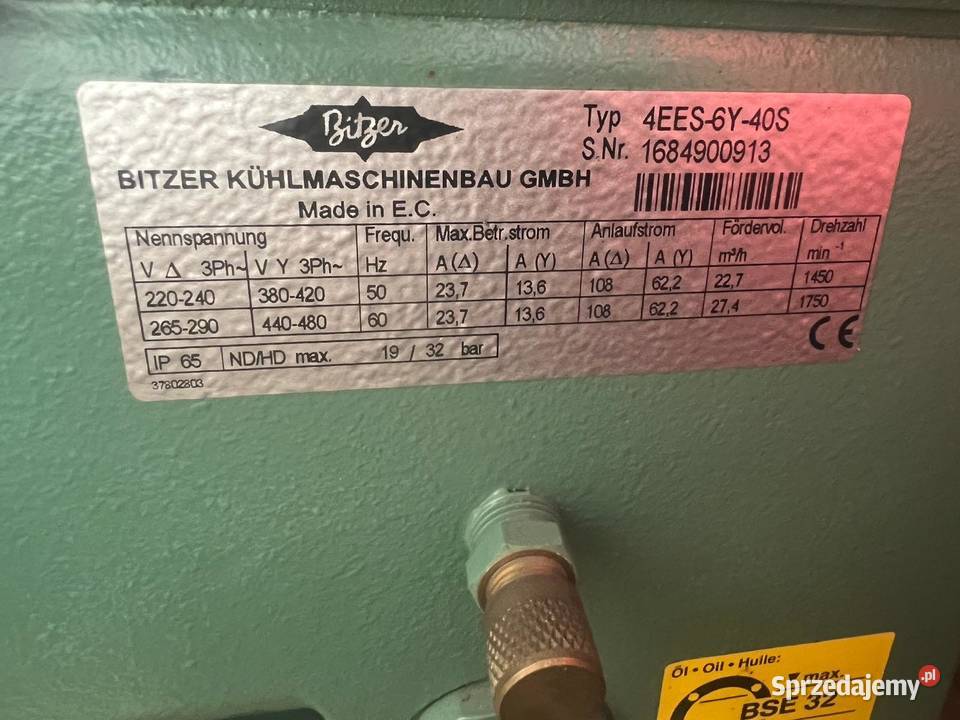 Bitzer
BITZER KÜHLMASCHINENBAU GMBH
Made in E.C.
Typ 4EES-6Y-40S
S.Nr. 1684900913
Nennspannung Frequ. Max.Betr.strom Anlaufstrom Fördervol. Drehzahl
V Δ 3Ph~ V Y 3Ph~ Hz A (Δ) A (Y) A (Δ) A (Y) m³/h min⁻¹
220-240 380-420 50 23,7 13,6 108 62,2 22,7 1450
265-290 440-480 60 23,7 13,6 108 62,2 27,4 1750
IP 65 ND/HD max. 19 / 32 bar
CE
37802803
Öl • Oil • Huile:
max.
BSE 32
Sprzedajemy.pl